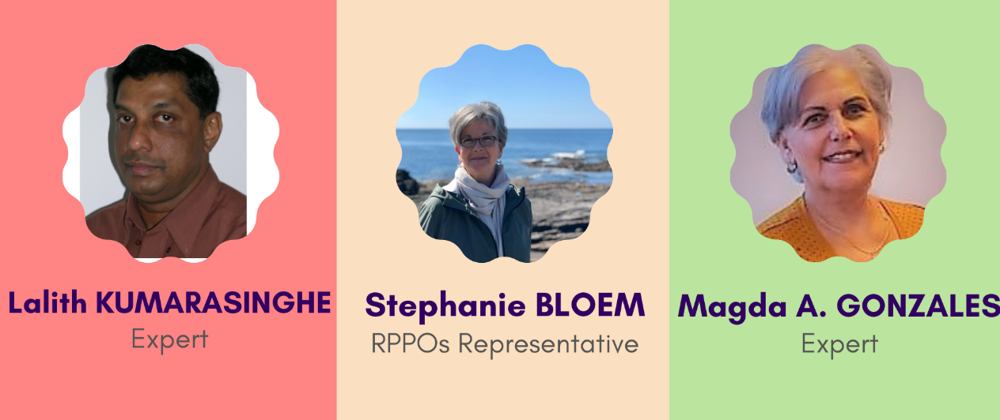 Lalith KUMARASINGHE
Expert
Stephanie BLOEM
RPPOs Representative
Magda A. GONZALES
Expert